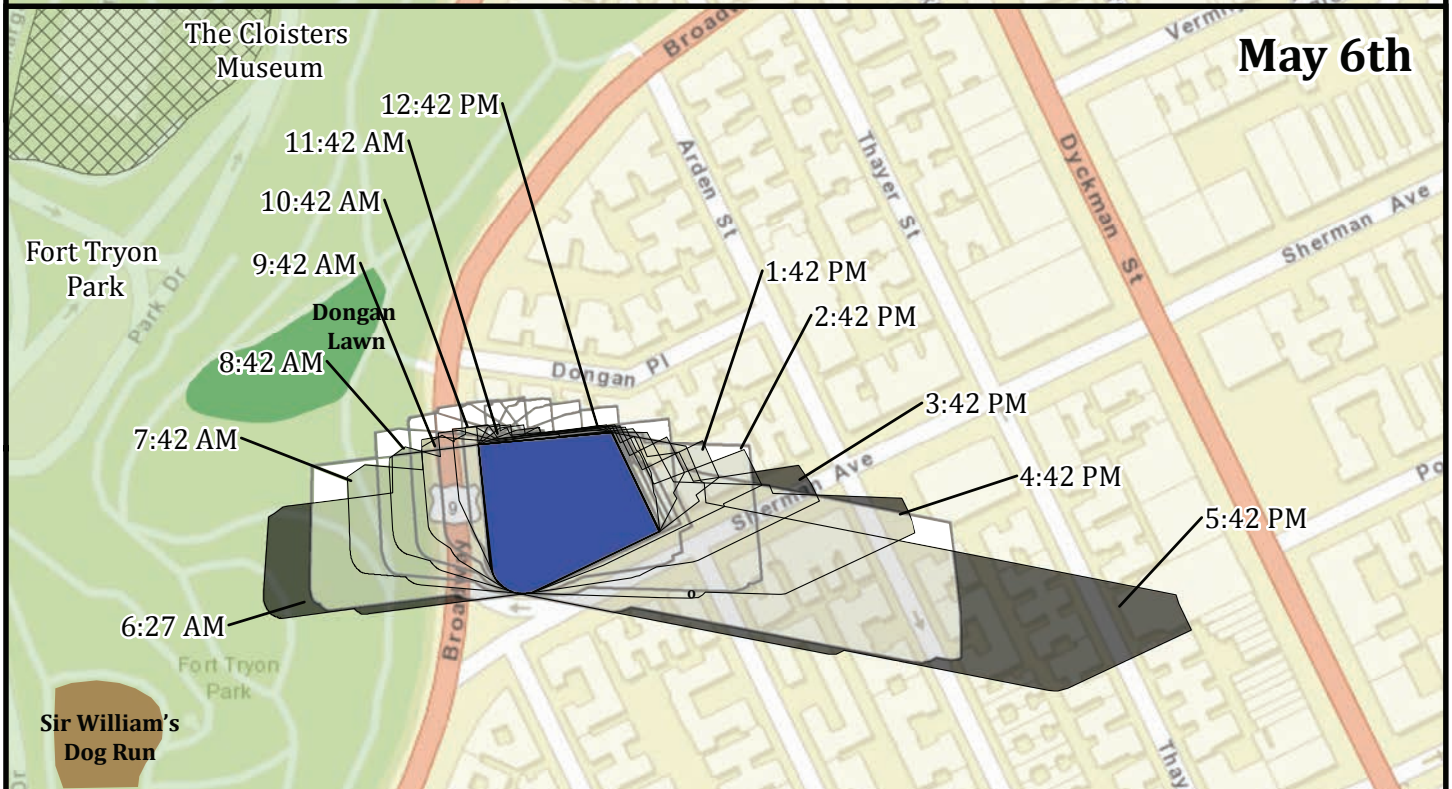 The Cloisters
Museum
May 6th
Broadway
12:42 PM
11:42 AM
10:42 AM
9:42 AM
8:42 AM
7:42 AM
6:27 AM
Fort Tryon
Park
Park Dr
Dongan
Lawn
Arden St
Thayer St
Dyckman St
Sherman Ave
Dongan Pl
1:42 PM
2:42 PM
3:42 PM
4:42 PM
5:42 PM
Sherman Ave
9
Broadway
o
Fort Tryon
Park
Sir William's
Dog Run
Thay
Po
Dr